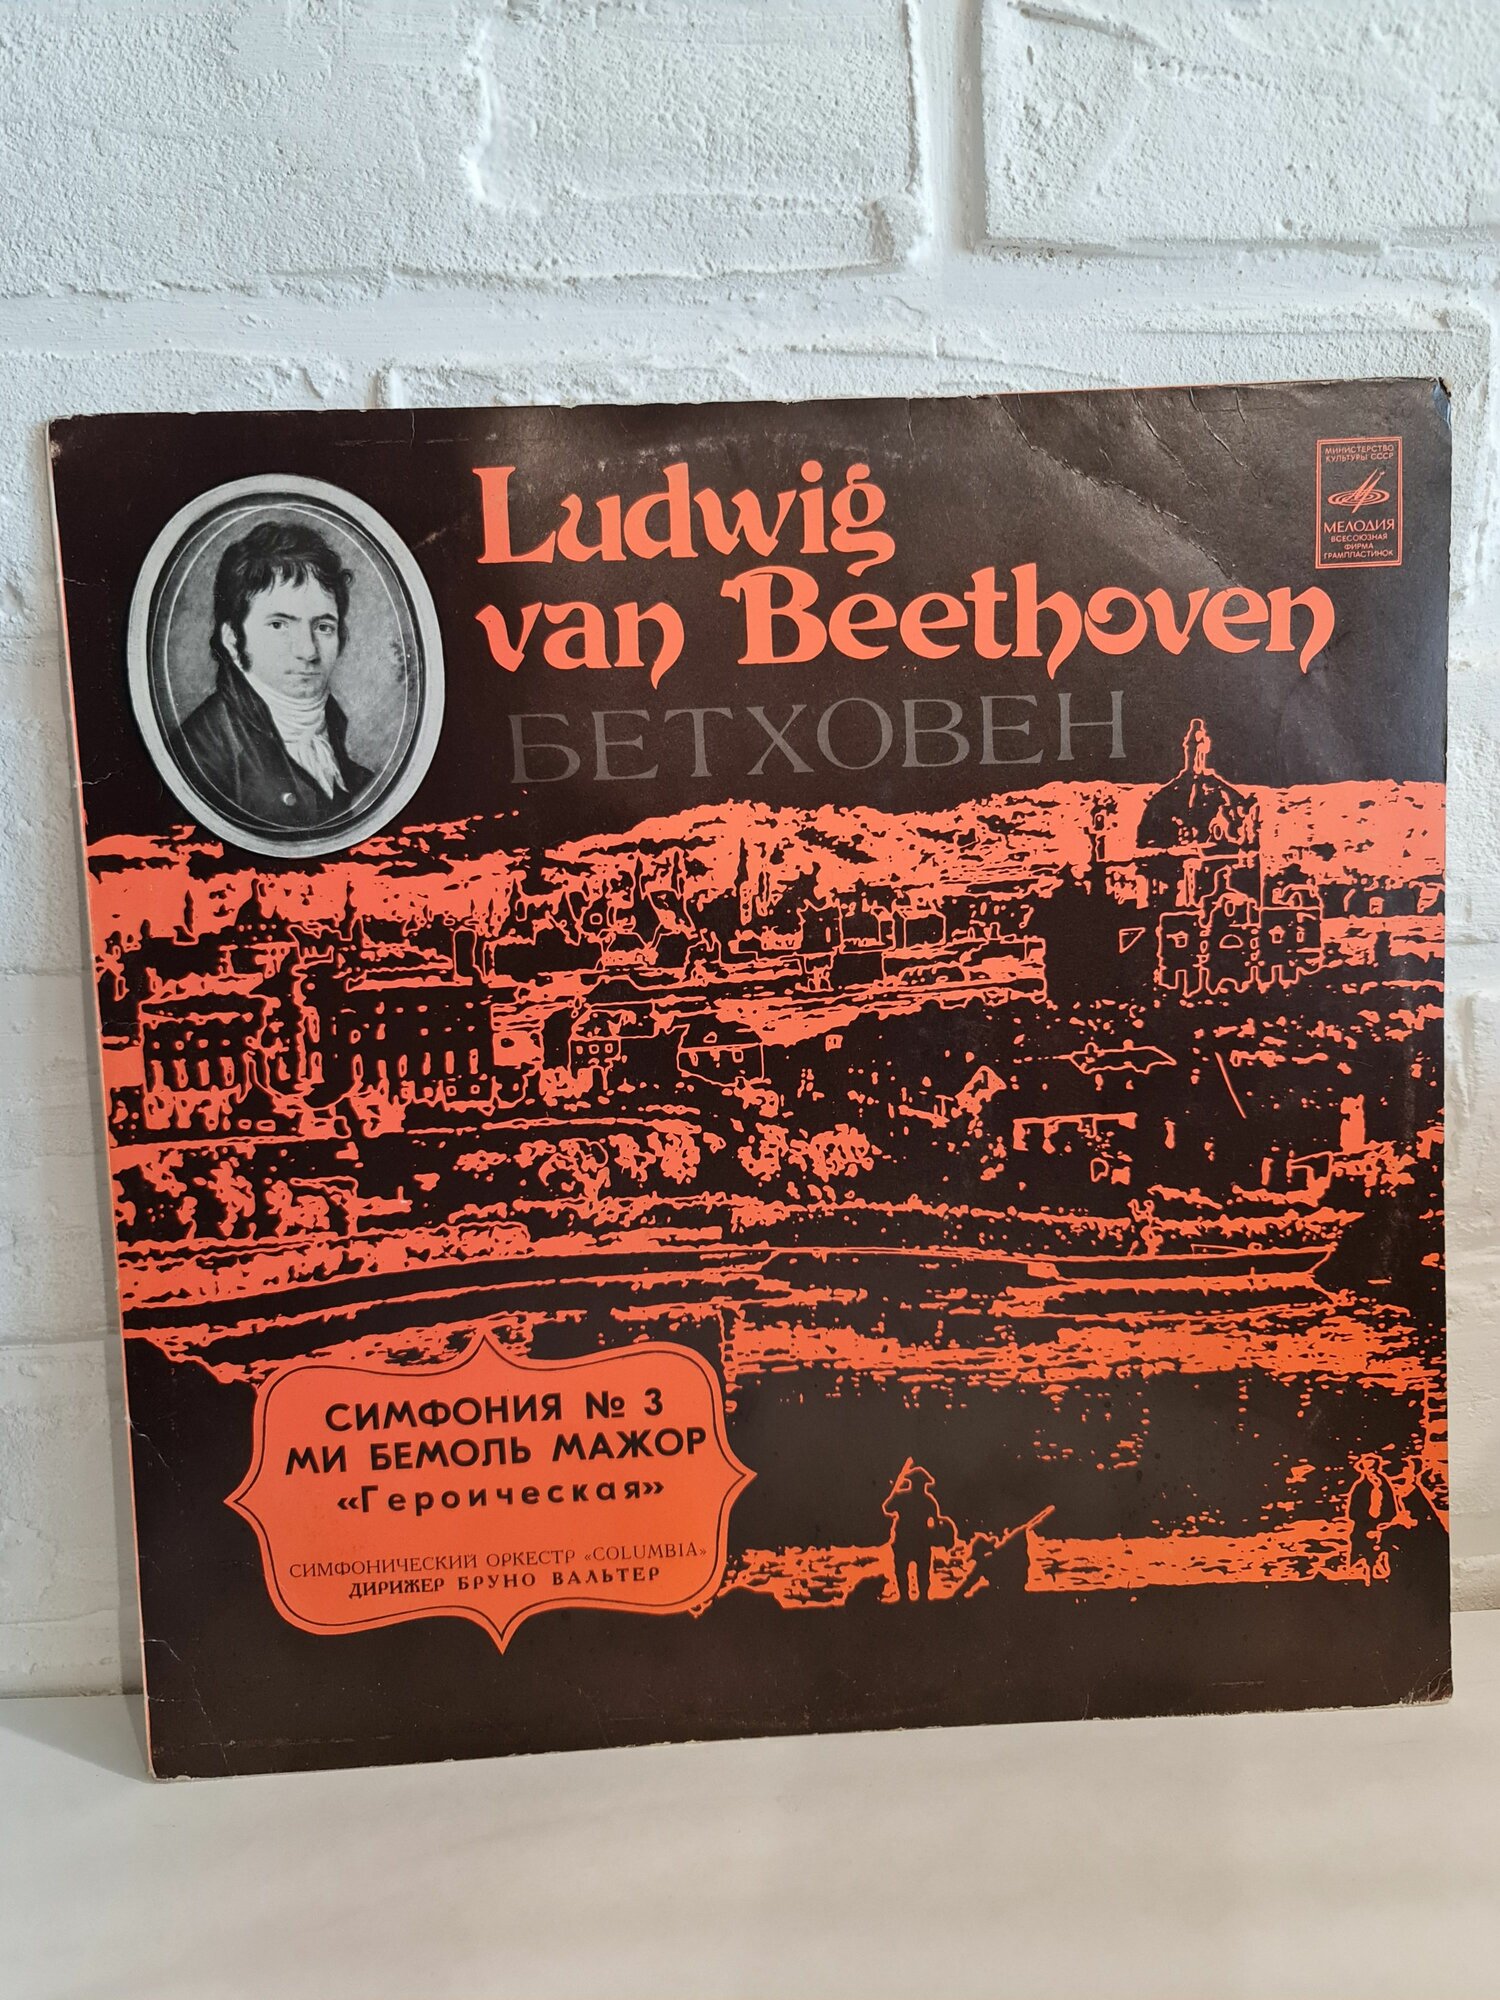 Ludwig
van Beethoven
БЕТХОВЕН
МИНИСТЕРСТВО
КУЛЬТУРЫ СССР
МЕЛОДИЯ
ВСЕСОЮЗНАЯ
ФИРМА
ГРАМПЛАСТИНОК
СИМФОНИЯ № 3
МИ БЕМОЛЬ МАЖОР
«Героическая»
СИМФОНИЧЕСКИЙ ОРКЕСТР «COLUMBIA»
ДИРИЖЕР БРУНО ВАЛЬТЕР